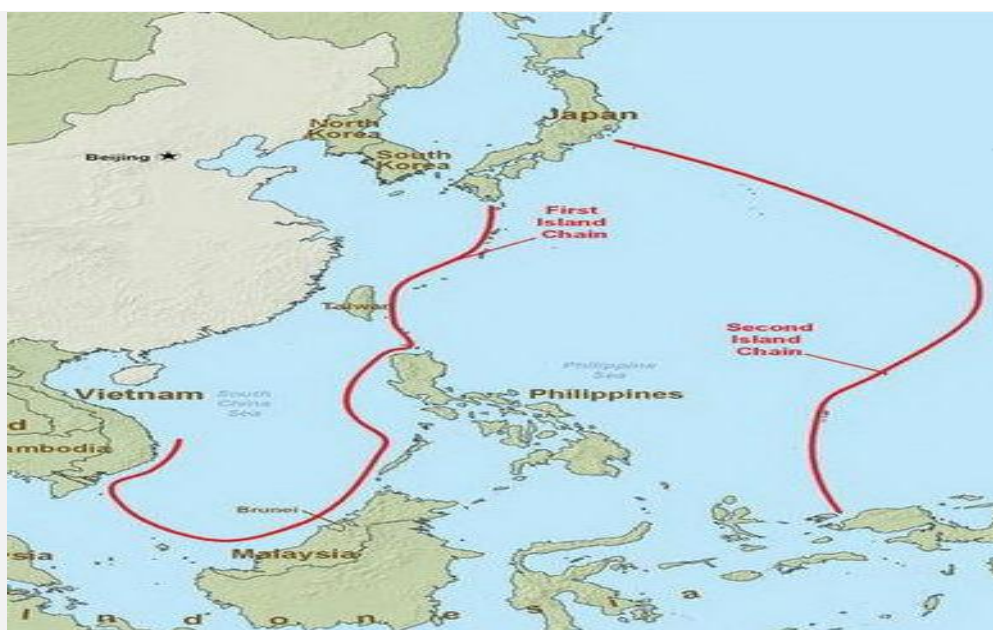 Japan
North
Korea
Beijing
South
Korea
First
Island
Chain
Taiwan
Second
Island
Chain
Philippine
Sea
Vietnam
South
China
Sea
Philippines
d
ambodia
Brunei
ysia
Malaysia
I n d o n e s i a